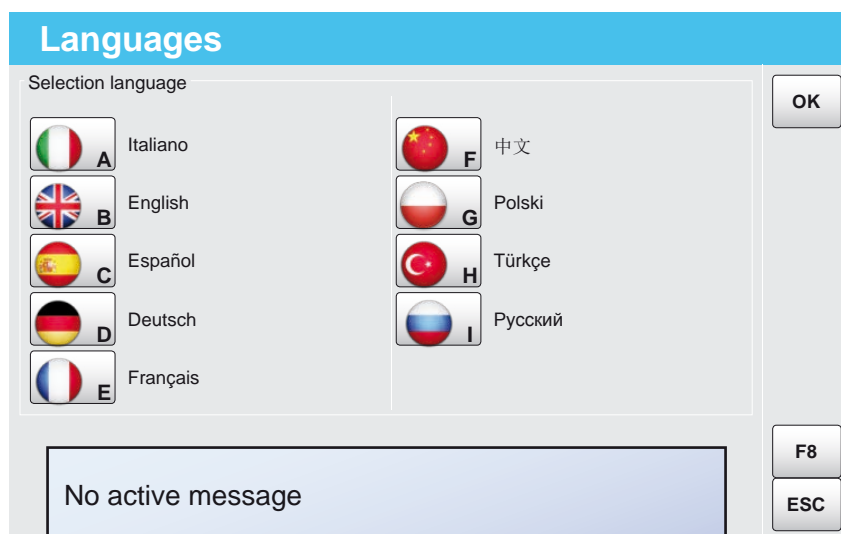 Languages
Selection language
OK
A Italiano
B English
C Español
D Deutsch
E Français
F 中文
G Polski
H Türkçe
I Русский
F8
No active message
ESC